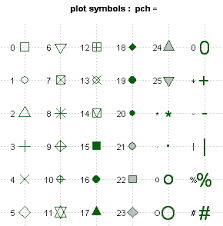 plot symbols : pch =
0 6 12 18 24 0 0
1 7 13 19 25 + +
2 8 14 20 * * - -
3 9 15 21 . | |
4 10 16 22 o o % %
5 11 17 23 O O # #